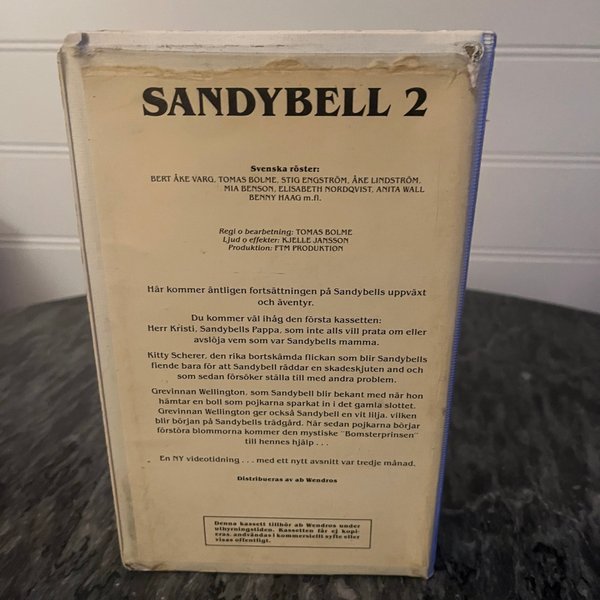 SANDYBELL 2
Svenska röster:
BERT ÅKE VARG, TOMAS BOLME, STIG ENGSTRÖM, ÅKE LINDSTRÖM,
MIA BENSON, ELISABETH NORDQVIST, ANITA WALL
BENNY HAAG m.fl.
Regi o bearbetning: TOMAS BOLME
Ljud o effekter: KJELLE JANSSON
Produktion: FTM PRODUKTION
Här kommer äntligen fortsättningen på Sandybells uppväxt
och äventyr.
Du kommer väl ihåg den första kassetten:
Herr Kristi, Sandybells Pappa, som inte alls vill prata om eller
avslöja vem som var Sandybells mamma.
Kitty Scherer, den rika bortskämda flickan som blir Sandybells
fiende bara för att Sandybell räddar en skadeskjuten and och
som sedan försöker ställa till med andra problem.
Grevinnan Wellington, som Sandybell blir bekant med när hon
hämtar en boll som pojkarna sparkat in i det gamla slottet.
Grevinnan Wellington ger också Sandybell en vit lilja, vilken
blir början på Sandybells trädgård. När sedan pojkarna börjar
förstöra blommorna kommer den mystiske "Bomsterprinsen"
till hennes hjälp . . .
En NY videotidning . . . med ett nytt avsnitt var tredje månad.
Distribueras av ab Wendros
Denna kassett tillhör ab Wendros under
uthyrningstiden. Kassetten får ej kopi-
eras, användas i kommersiellt syfte eller
visas offentligt.